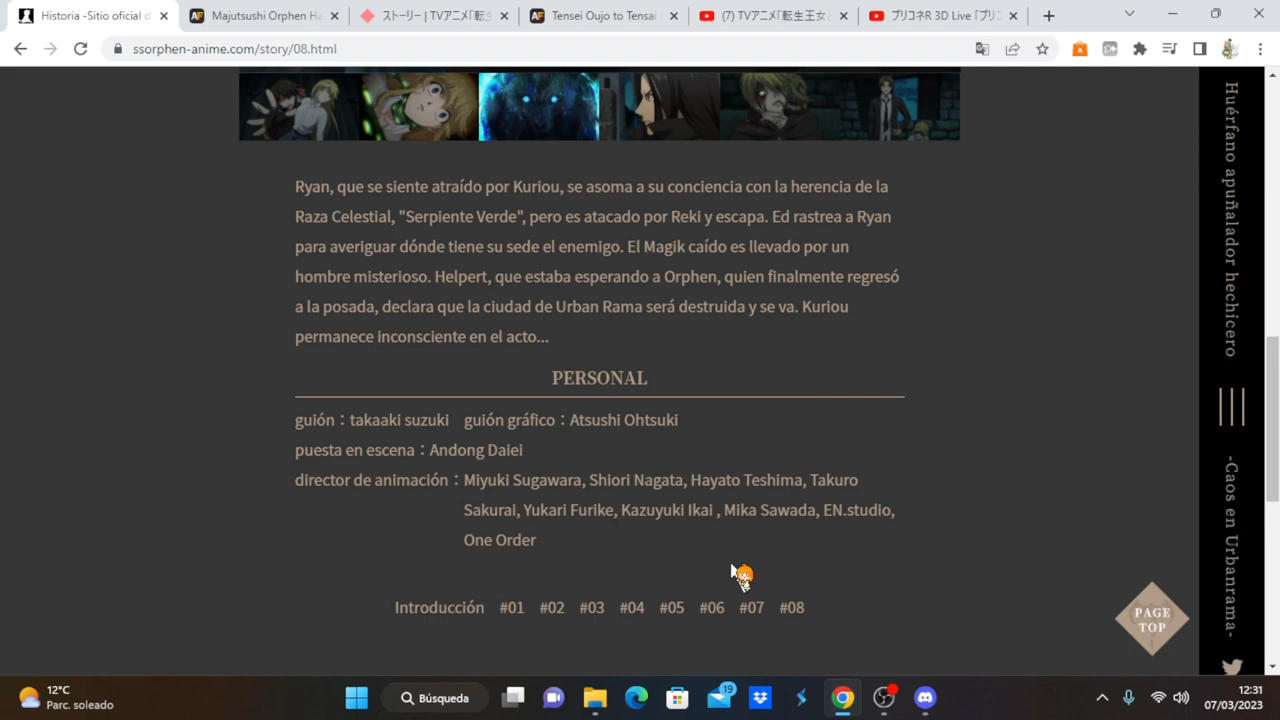 Historia -Sitio oficial d
Majutsushi Orphen Ha
ストーリー | TVアニメ「転
Tensei Oujo to Tensai
(7) TVアニメ「転生王女と
プリコネR 3D Live 「プリ
ssorphen-anime.com/story/08.html
Ryan, que se siente atraído por Kuriou, se asoma a su conciencia con la herencia de la
Raza Celestial, "Serpiente Verde", pero es atacado por Reki y escapa. Ed rastrea a Ryan
para averiguar dónde tiene su sede el enemigo. El Magik caído es llevado por un
hombre misterioso. Helpert, que estaba esperando a Orphen, quien finalmente regresó
a la posada, declara que la ciudad de Urban Rama será destruida y se va. Kuriou
permanece inconsciente en el acto...
PERSONAL
guión：takaaki suzuki guión gráfico：Atsushi Ohtsuki
puesta en escena：Andong Daiei
director de animación：Miyuki Sugawara, Shiori Nagata, Hayato Teshima, Takuro
Sakurai, Yukari Furike, Kazuyuki Ikai , Mika Sawada, EN.studio,
One Order
Introducción #01 #02 #03 #04 #05 #06 #07 #08
Huérfano apuñalador hechicero
-Caos en Urbanrama-
PAGE
TOP
12°C
Parc. soleado
Búsqueda
19
12:31
07/03/2023